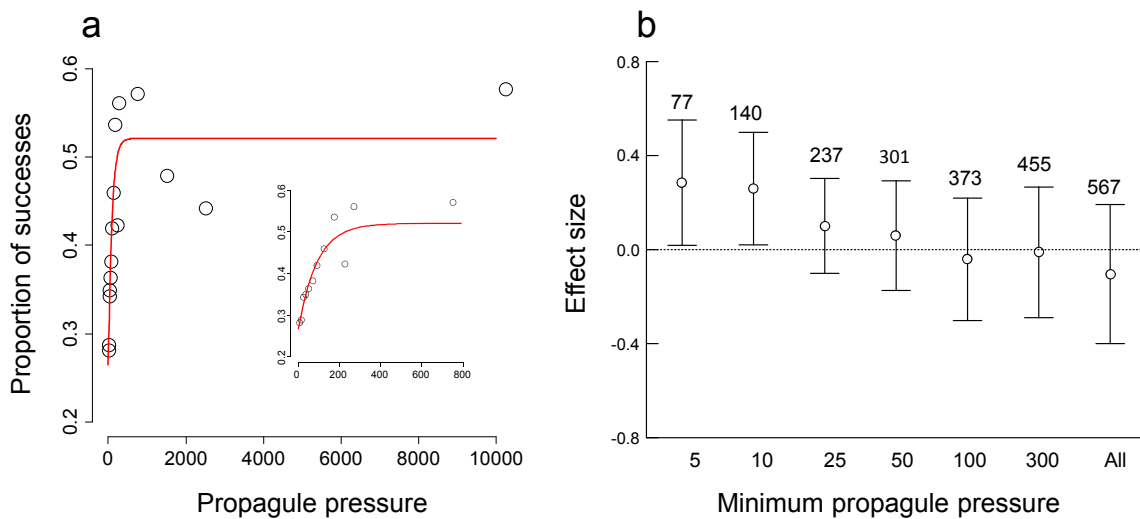 a
Proportion of successes
0.6
0.5
0.4
0.3
0.2
0 2000 4000 6000 8000 10000
Propagule pressure
0.6
0.5
0.4
0.3
0.2
0 200 400 600 800
b
Effect size
0.8
0.4
0.0
-0.4
-0.8
77 140 237 301 373 455 567
5 10 25 50 100 300 All
Minimum propagule pressure